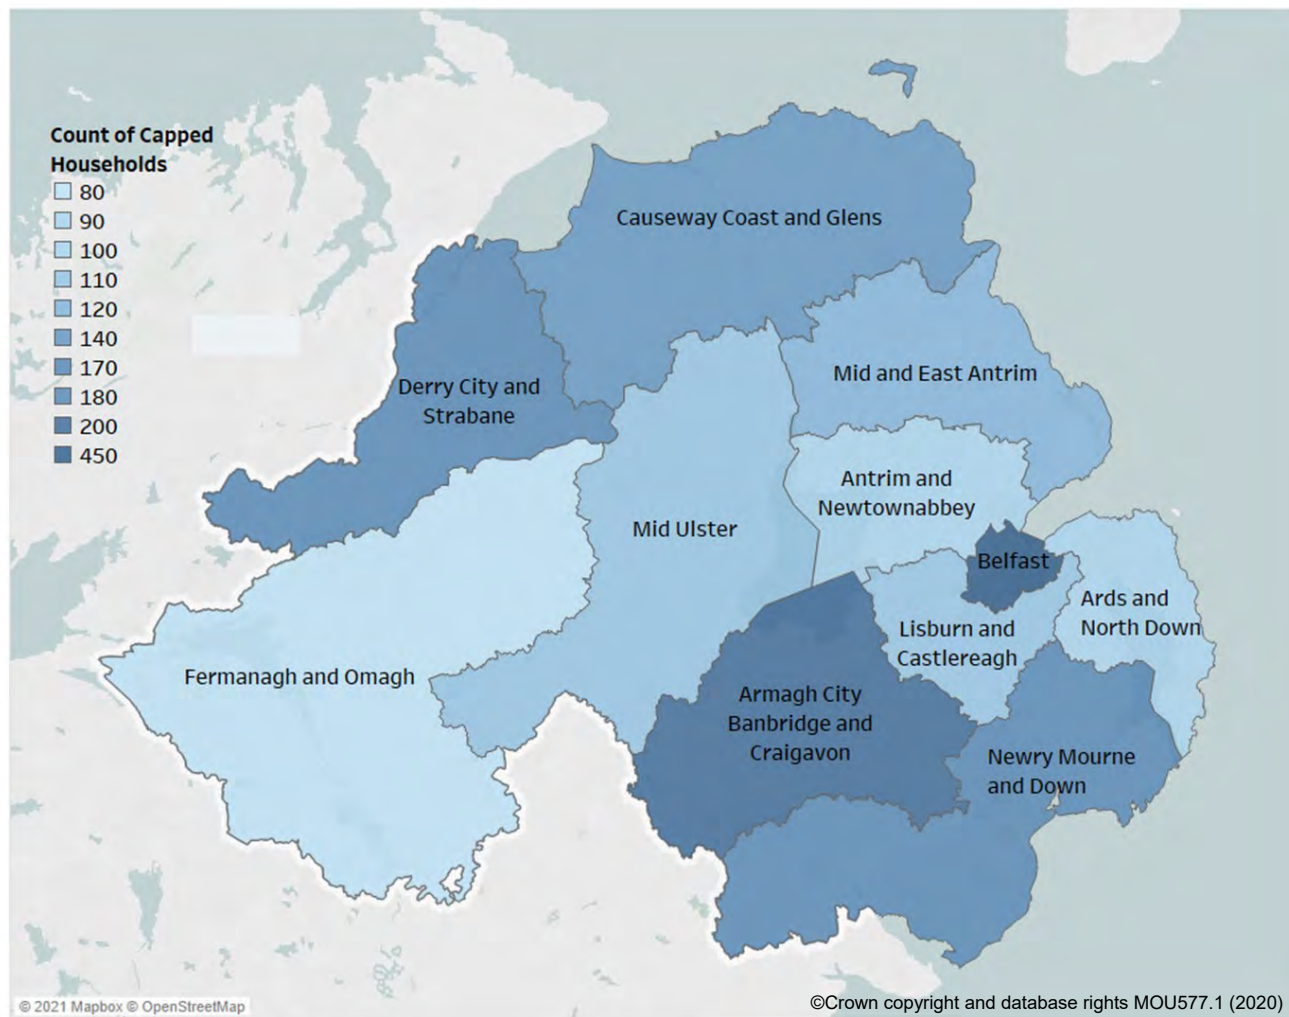 Count of Capped
Households
80
90
100
110
120
140
170
180
200
450
Causeway Coast and Glens
Derry City and
Strabane
Mid and East Antrim
Antrim and
Newtownabbey
Mid Ulster
Belfast
Ards and
North Down
Lisburn and
Castlereagh
Fermanagh and Omagh
Armagh City
Banbridge and
Craigavon
Newry Mourne
and Down
© 2021 Mapbox © OpenStreetMap
©Crown copyright and database rights MOU577.1 (2020)